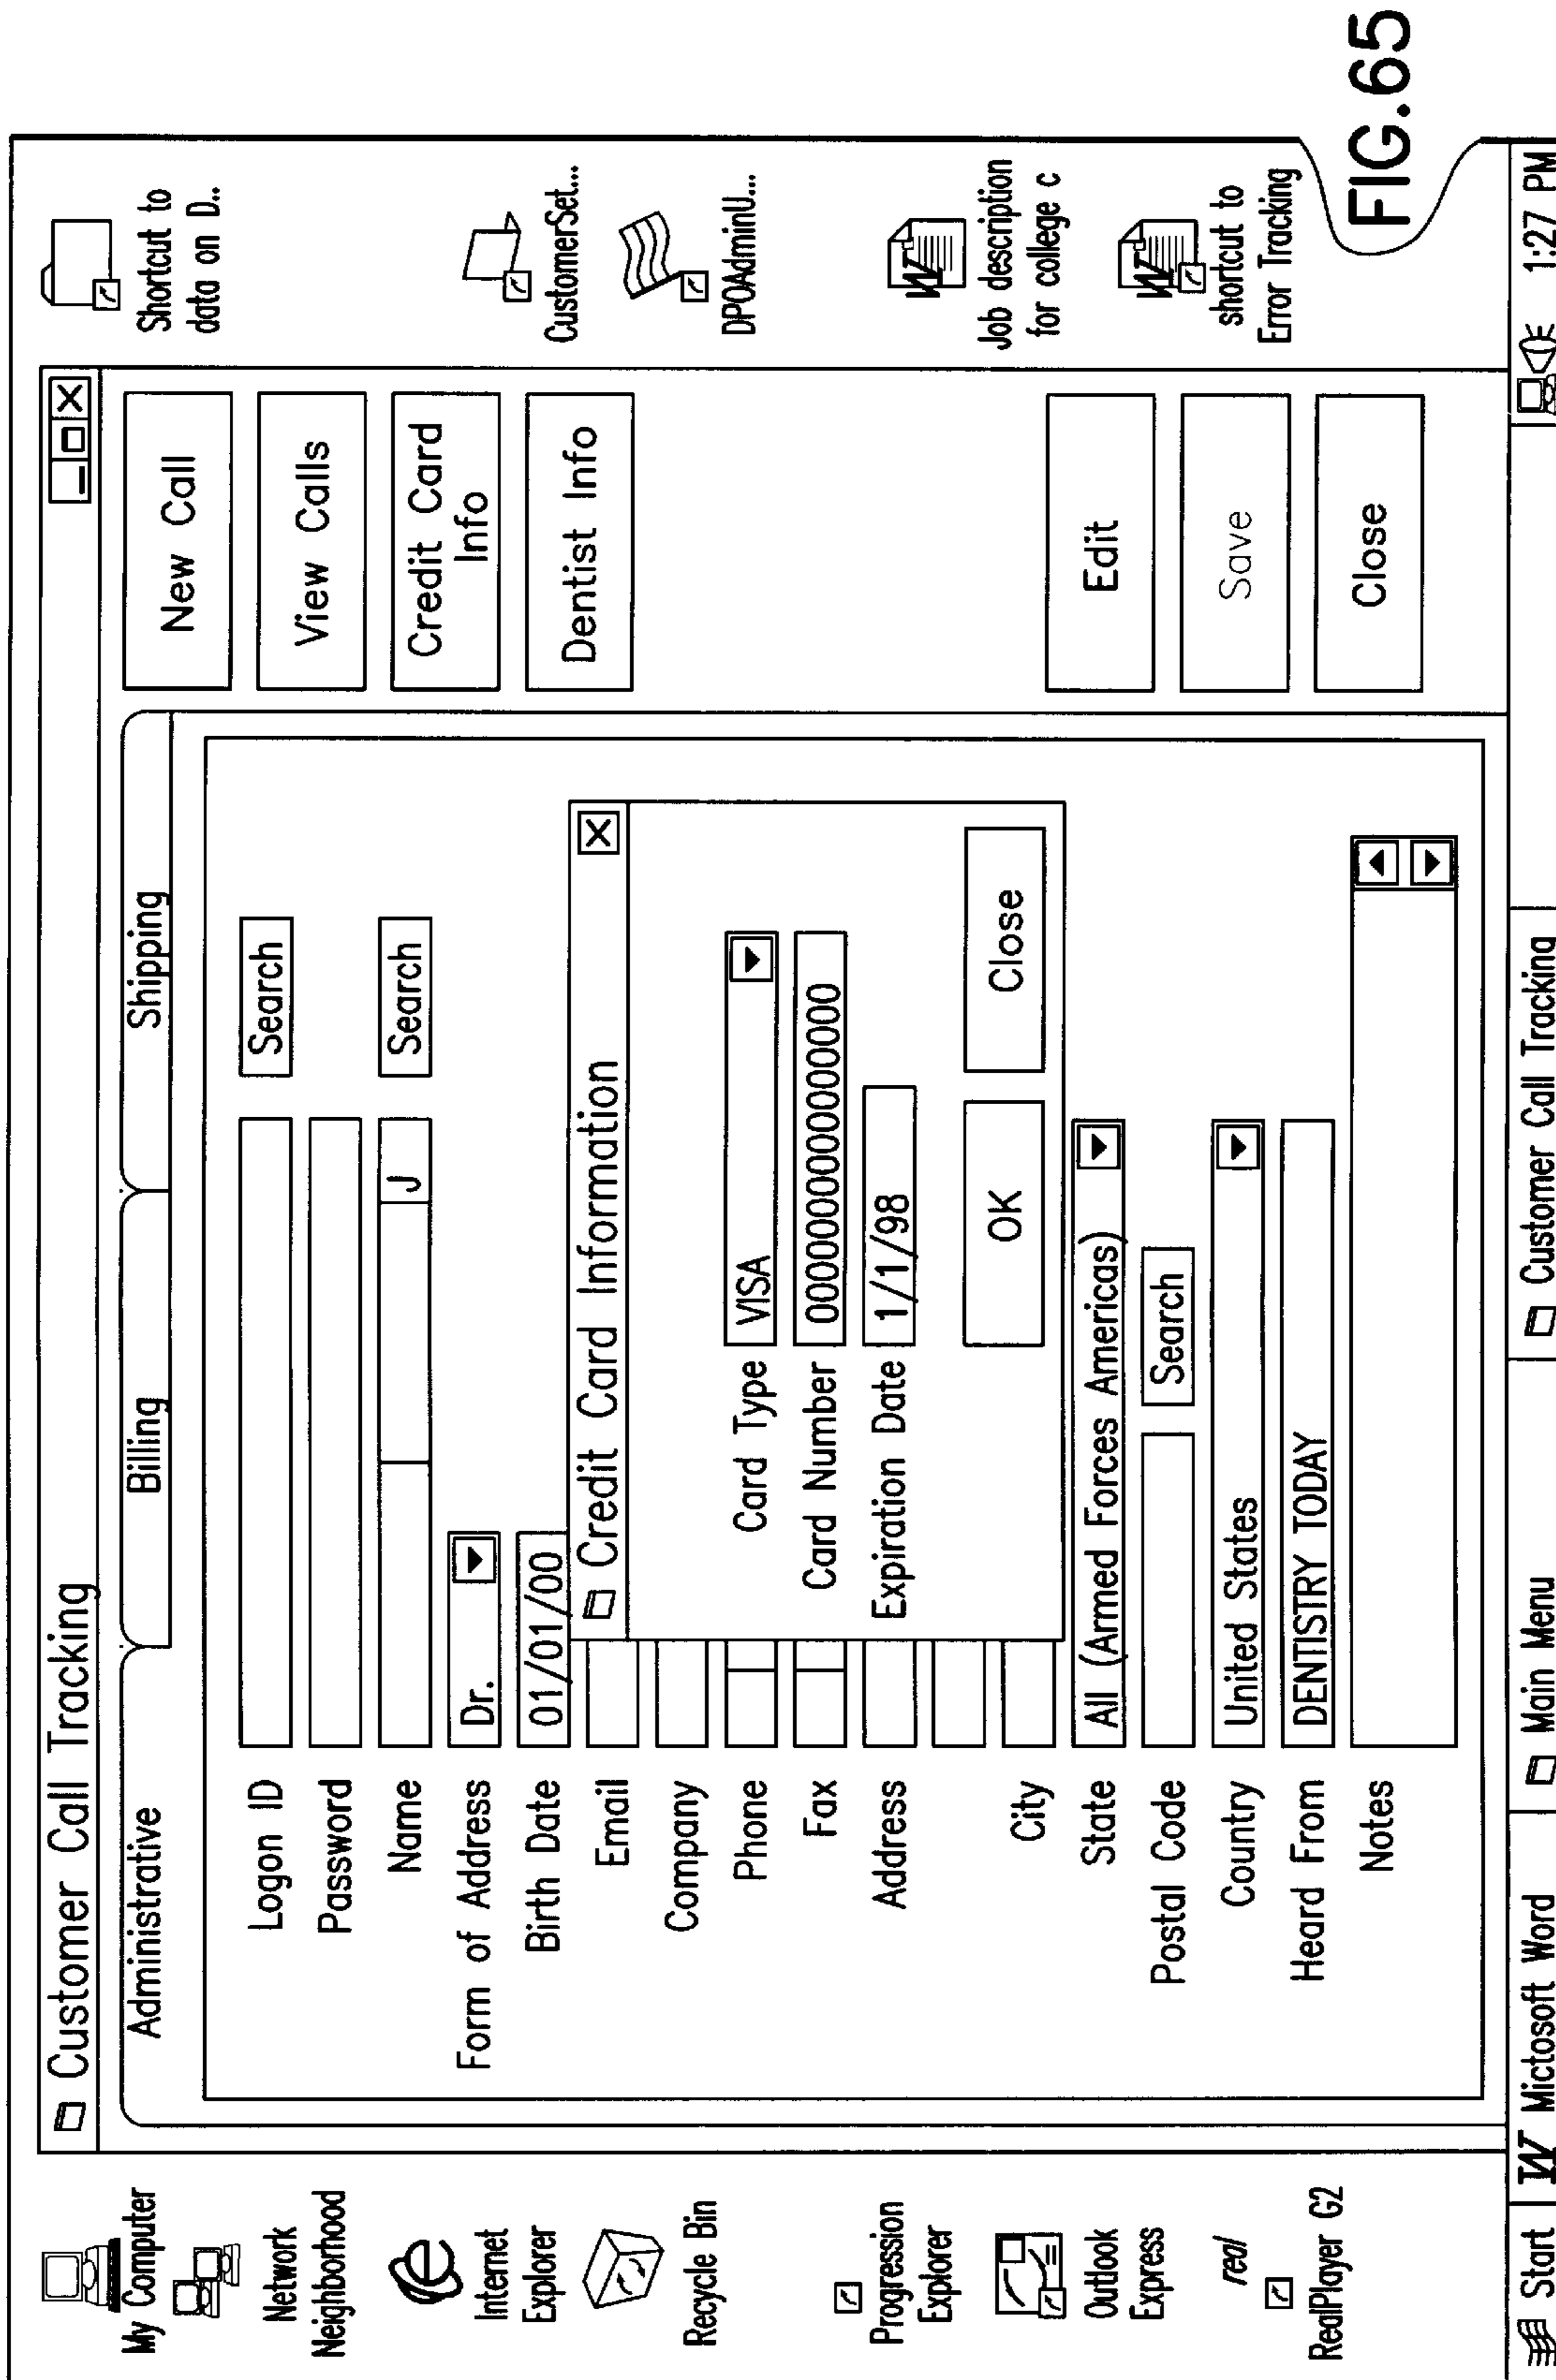 My Computer
Network
Neighborhood
Internet
Explorer
Recycle Bin
Progression
Explorer
Outlook
Express
real
RealPlayer G2
Customer Call Tracking
Administrative
Billing
Shipping
Logon ID
Search
Password
Name
J
Search
Form of Address
Dr.
Birth Date
01/01/00
Email
Company
Phone
Fax
Address
City
State
All (Armed Forces Americas)
Postal Code
Search
Country
United States
Heard From
DENTISTRY TODAY
Notes
Credit Card Information
Card Type
VISA
Card Number
0000000000000000
Expiration Date
1/1/98
OK
Close
New Call
View Calls
Credit Card
Info
Dentist Info
Edit
Save
Close
Shortcut to
data on D..
CustomerSet...
DPOAdminU...
Job description
for college c
shortcut to
Error Tracking
Start
W Mictosoft Word
Main Menu
Customer Call Tracking
1:27 PM
FIG.65